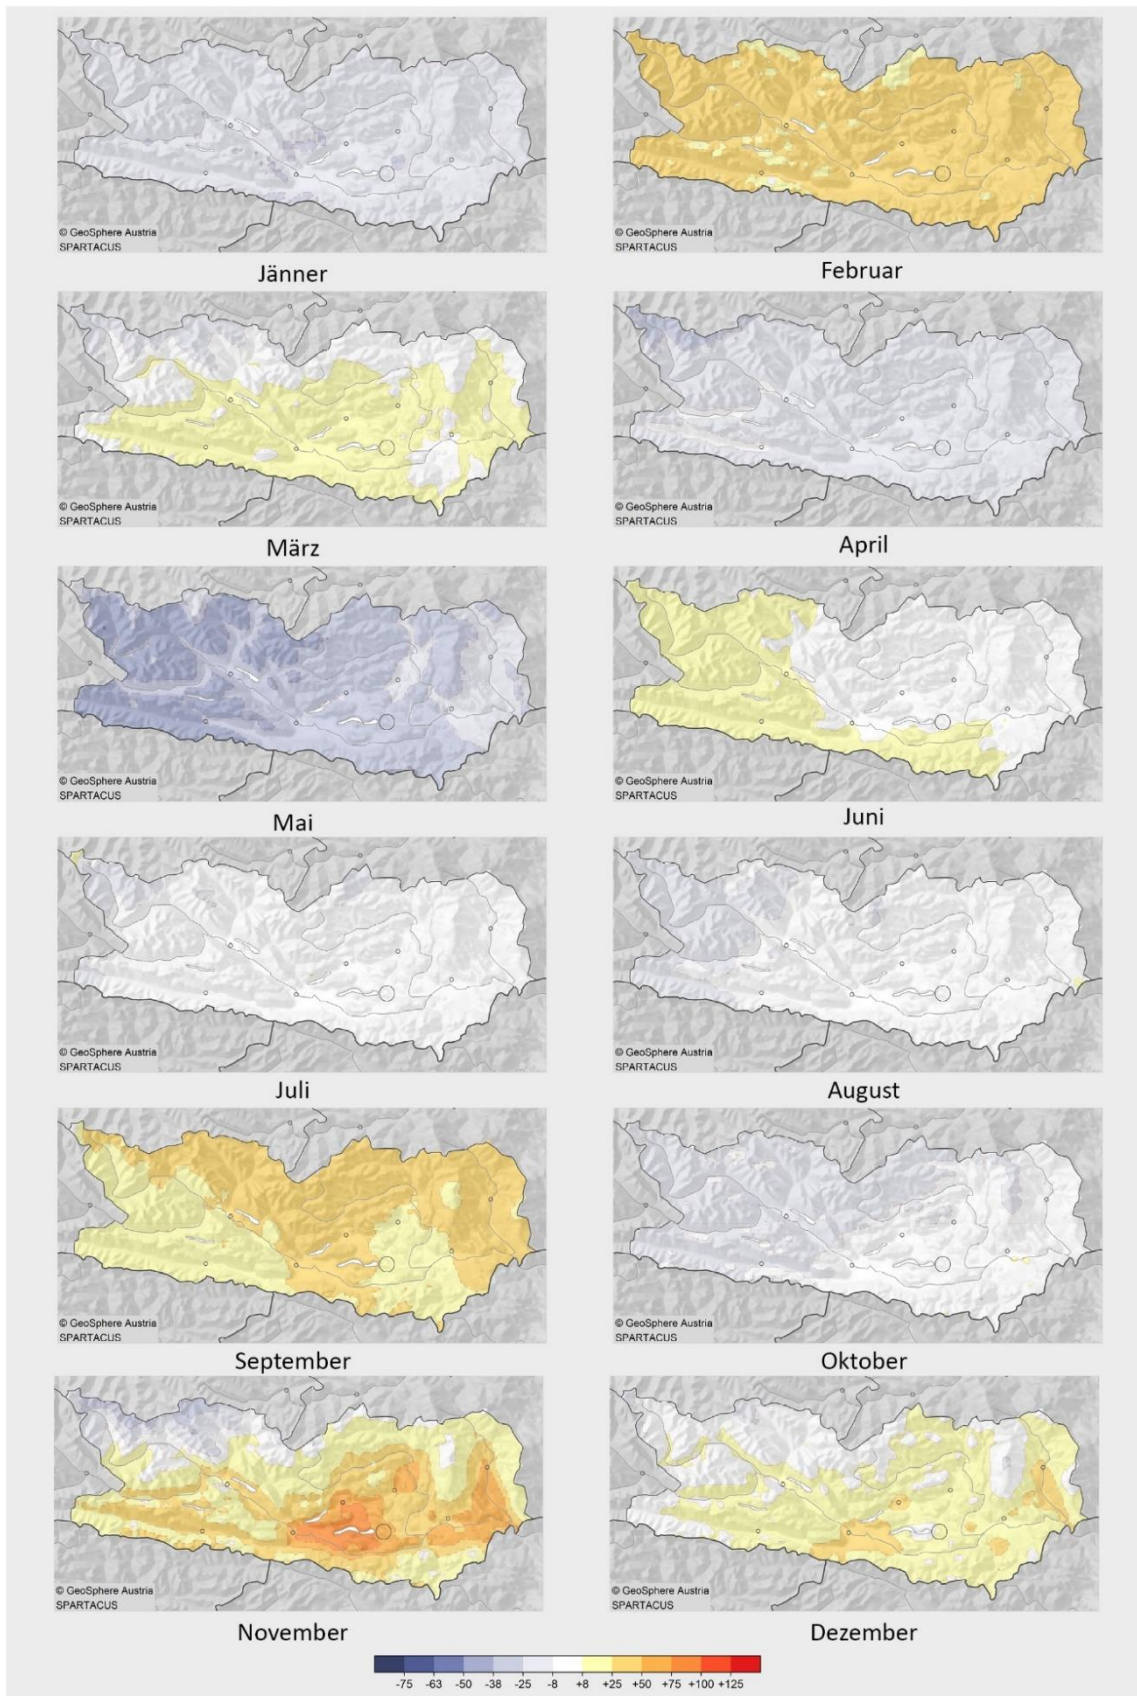 © GeoSphere Austria
SPARTACUS
Jänner
© GeoSphere Austria
SPARTACUS
Februar
© GeoSphere Austria
SPARTACUS
März
© GeoSphere Austria
SPARTACUS
April
© GeoSphere Austria
SPARTACUS
Mai
© GeoSphere Austria
SPARTACUS
Juni
© GeoSphere Austria
SPARTACUS
Juli
© GeoSphere Austria
SPARTACUS
August
© GeoSphere Austria
SPARTACUS
September
© GeoSphere Austria
SPARTACUS
Oktober
© GeoSphere Austria
SPARTACUS
November
© GeoSphere Austria
SPARTACUS
Dezember
-75 -63 -50 -38 -25 -8 +8 +25 +50 +75 +100 +125